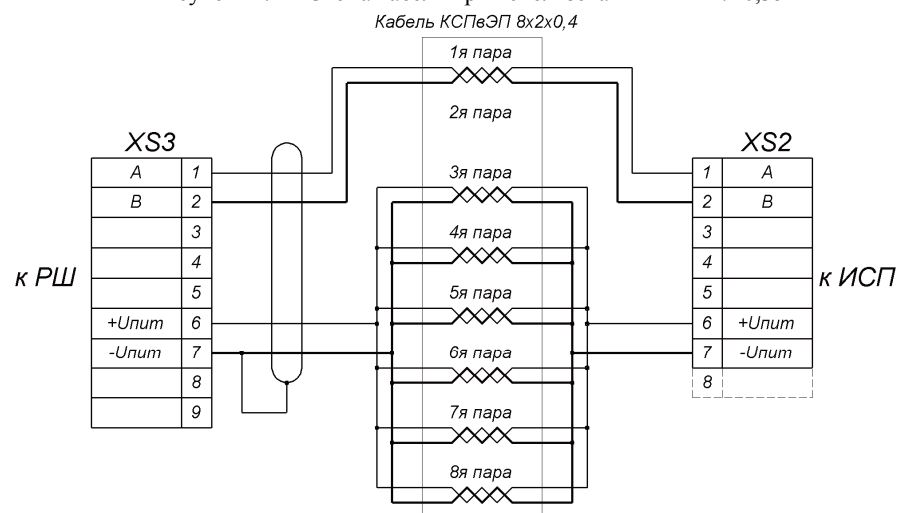 Кабель КСПвЭП 8х2х0,4
1я пара
2я пара
3я пара
4я пара
5я пара
6я пара
7я пара
8я пара
XS3
A 1
B 2
3
4
5
+Uпит 6
-Uпит 7
8
9
к РШ
XS2
1 A
2 B
3
4
5
6 +Uпит
7 -Uпит
8
к ИСП